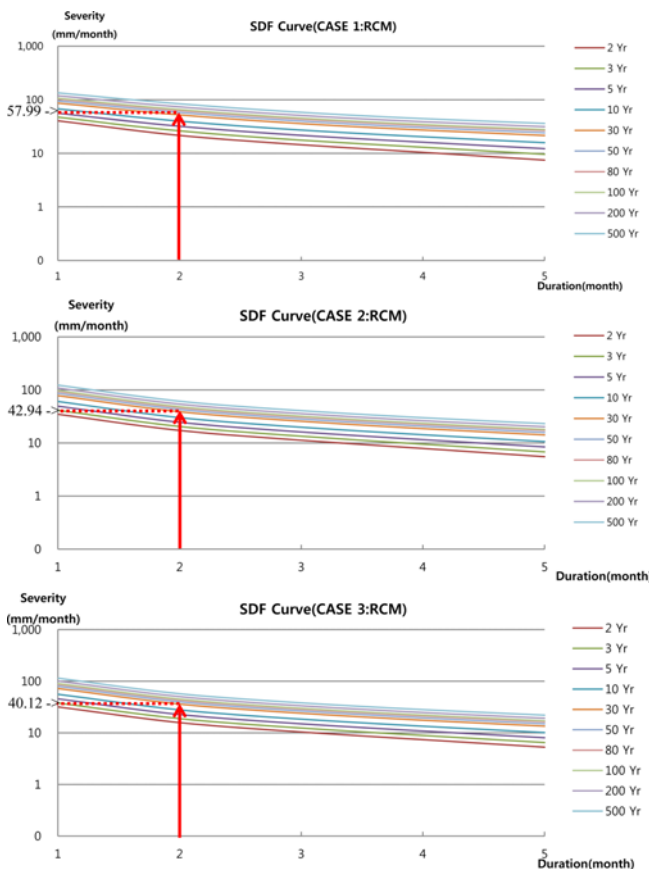 Severity
(mm/month)
SDF Curve(CASE 1:RCM)
1,000
100
57.99 ->
10
1
0
1 2 3 4 5
Duration(month)
2 Yr
3 Yr
5 Yr
10 Yr
30 Yr
50 Yr
80 Yr
100 Yr
200 Yr
500 Yr
Severity
(mm/month)
SDF Curve(CASE 2:RCM)
1,000
100
42.94 ->
10
1
0
1 2 3 4 5
Duration(month)
2 Yr
3 Yr
5 Yr
10 Yr
30 Yr
50 Yr
80 Yr
100 Yr
200 Yr
500 Yr
Severity
(mm/month)
SDF Curve(CASE 3:RCM)
1,000
100
40.12 ->
10
1
0
1 2 3 4 5
Duration(month)
2 Yr
3 Yr
5 Yr
10 Yr
30 Yr
50 Yr
80 Yr
100 Yr
200 Yr
500 Yr